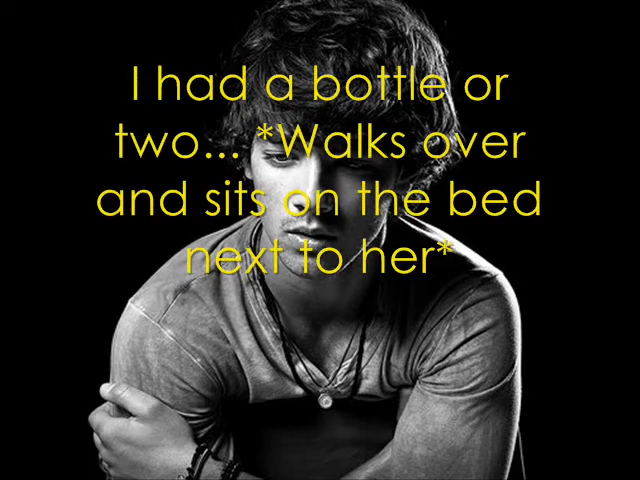 I had a bottle or
two... *Walks over
and sits on the bed
next to her*